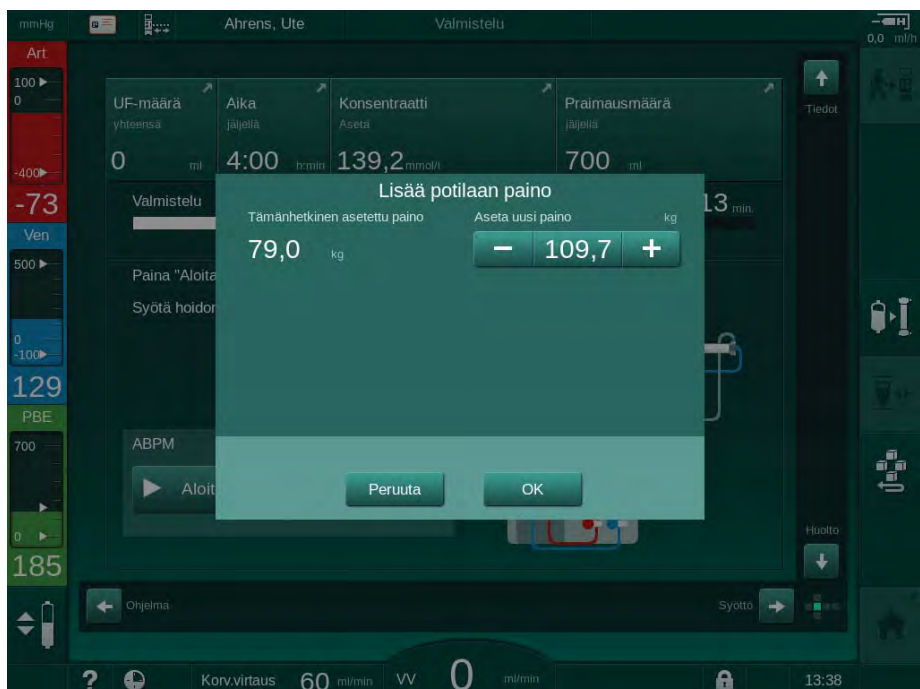 mmHg
Ahrens, Ute
Valmistelu
0,0 ml/h
Art
100
0
-400
-73
Ven
500
0
-100
129
PBE
700
0
185
UF-määrä
yhteensä
0 ml
Aika
jäljellä
4:00 h:min
Konsentraatti
Aseta
139,2 mmol/l
Praimausmäärä
jäljellä
700 ml
Tiedot
Valmistelu
13 min.
Lisää potilaan paino
Tämänhetkinen asetettu paino
79,0 kg
Aseta uusi paino kg
− 109,7 +
Paina "Aloita
Syötä hoidon
ABPM
Aloit
Peruuta
OK
Huolto
Ohjelma
Syöttö
? Korv.virtaus 60 ml/min VV 0 ml/min 13:38